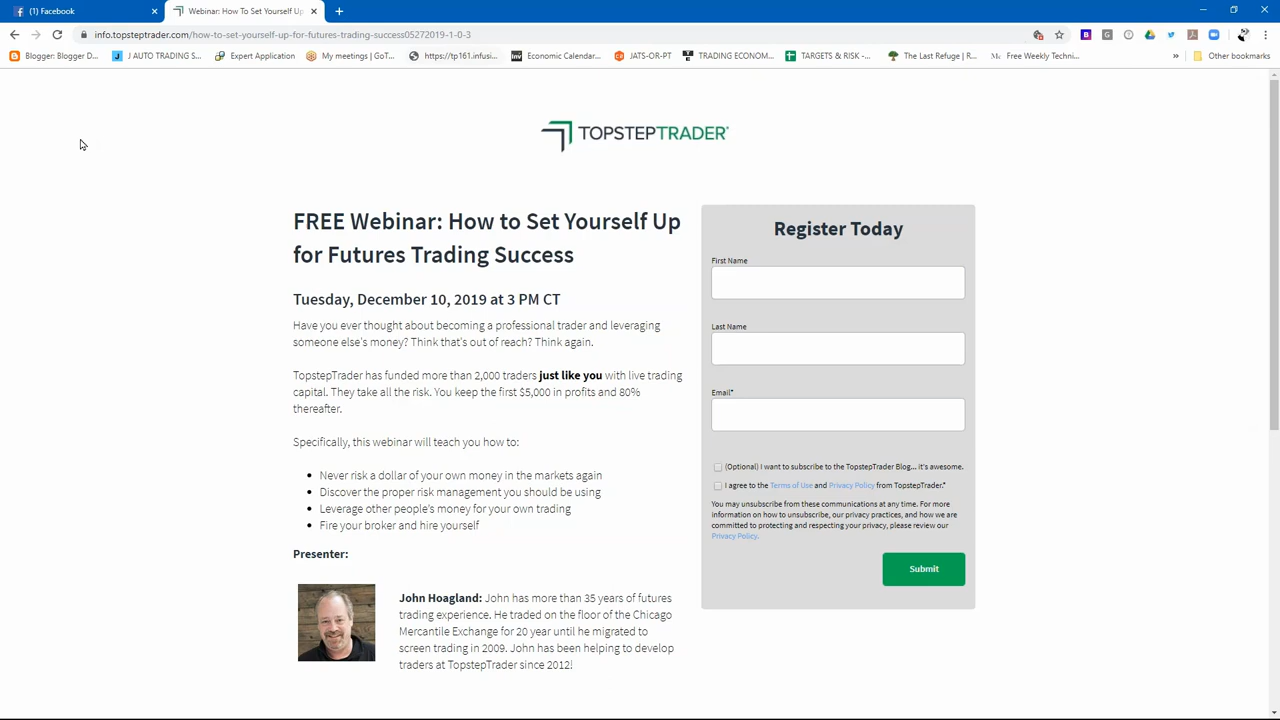 (1) Facebook
Webinar: How To Set Yourself Up
info.topsteptrader.com/how-to-set-yourself-up-for-futures-trading-success05272019-1-0-3
Blogger: Blogger D...
J AUTO TRADING S...
Expert Application
My meetings | GoT...
https://tp161.infusi...
Economic Calendar...
JATS-OR-PT
TRADING ECONOM...
TARGETS & RISK -...
The Last Refuge | R...
Free Weekly Techni...
»
Other bookmarks
TOPSTEPTRADER
FREE Webinar: How to Set Yourself Up
for Futures Trading Success
Tuesday, December 10, 2019 at 3 PM CT
Have you ever thought about becoming a professional trader and leveraging
someone else's money? Think that's out of reach? Think again.
TopstepTrader has funded more than 2,000 traders just like you with live trading
capital. They take all the risk. You keep the first $5,000 in profits and 80%
thereafter.
Specifically, this webinar will teach you how to:
Never risk a dollar of your own money in the markets again
Discover the proper risk management you should be using
Leverage other people's money for your own trading
Fire your broker and hire yourself
Presenter:
John Hoagland: John has more than 35 years of futures
trading experience. He traded on the floor of the Chicago
Mercantile Exchange for 20 year until he migrated to
screen trading in 2009. John has been helping to develop
traders at TopstepTrader since 2012!
Register Today
First Name
Last Name
Email*
(Optional) I want to subscribe to the TopstepTrader Blog... it's awesome.
I agree to the Terms of Use and Privacy Policy from TopstepTrader.*
You may unsubscribe from these communications at any time. For more
information on how to unsubscribe, our privacy practices, and how we are
committed to protecting and respecting your privacy, please review our
Privacy Policy.
Submit